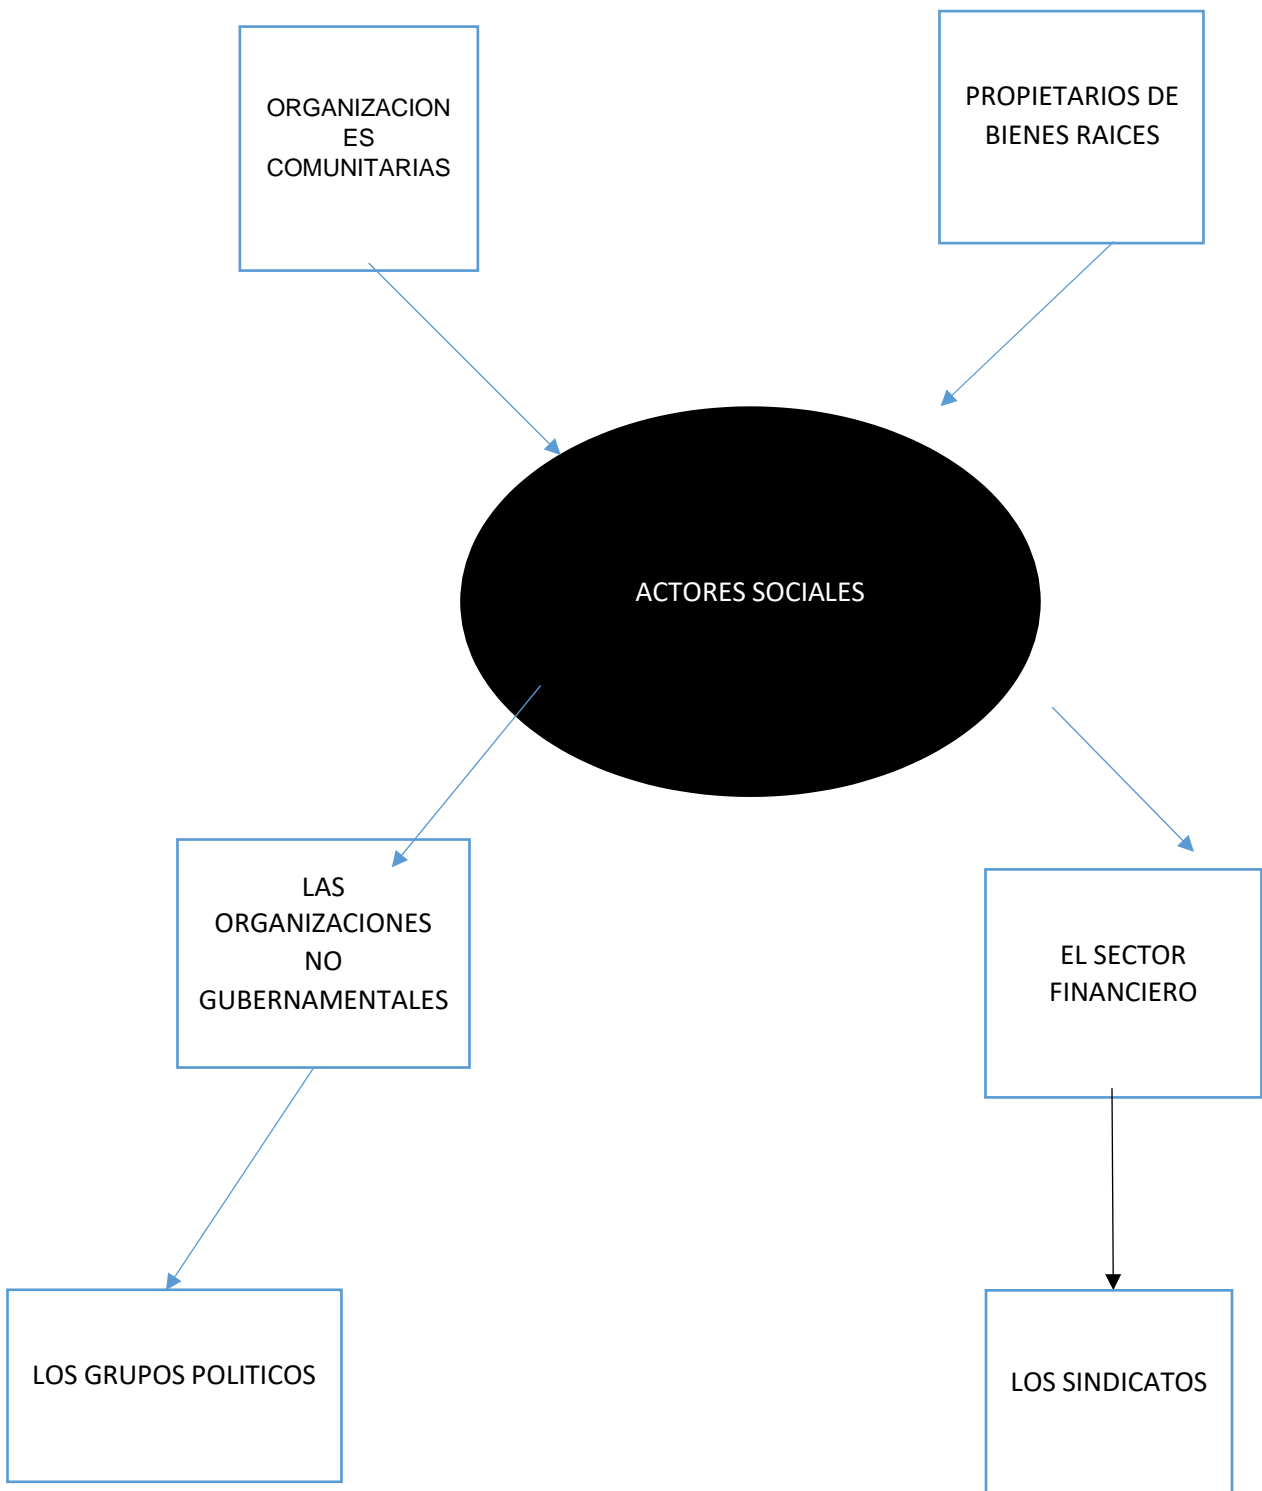 ORGANIZACION
ES
COMUNITARIAS
PROPIETARIOS DE
BIENES RAICES
ACTORES SOCIALES
LAS
ORGANIZACIONES
NO
GUBERNAMENTALES
EL SECTOR
FINANCIERO
LOS GRUPOS POLITICOS
LOS SINDICATOS